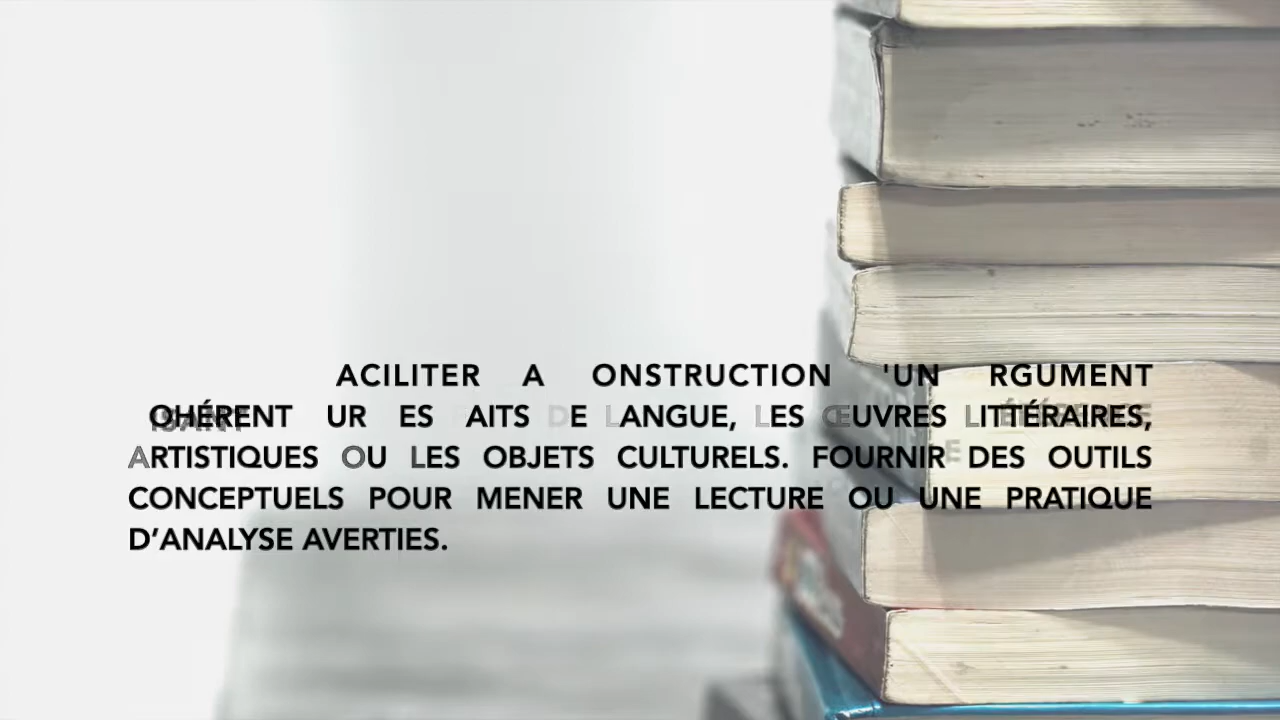 ACILITER A ONSTRUCTION 'UN RGUMENT
OHÉRENT UR ES AITS DE LANGUE, LES ŒUVRES LITTÉRAIRES,
ARTISTIQUES OU LES OBJETS CULTURELS. FOURNIR DES OUTILS
CONCEPTUELS POUR MENER UNE LECTURE OU UNE PRATIQUE
D’ANALYSE AVERTIES.